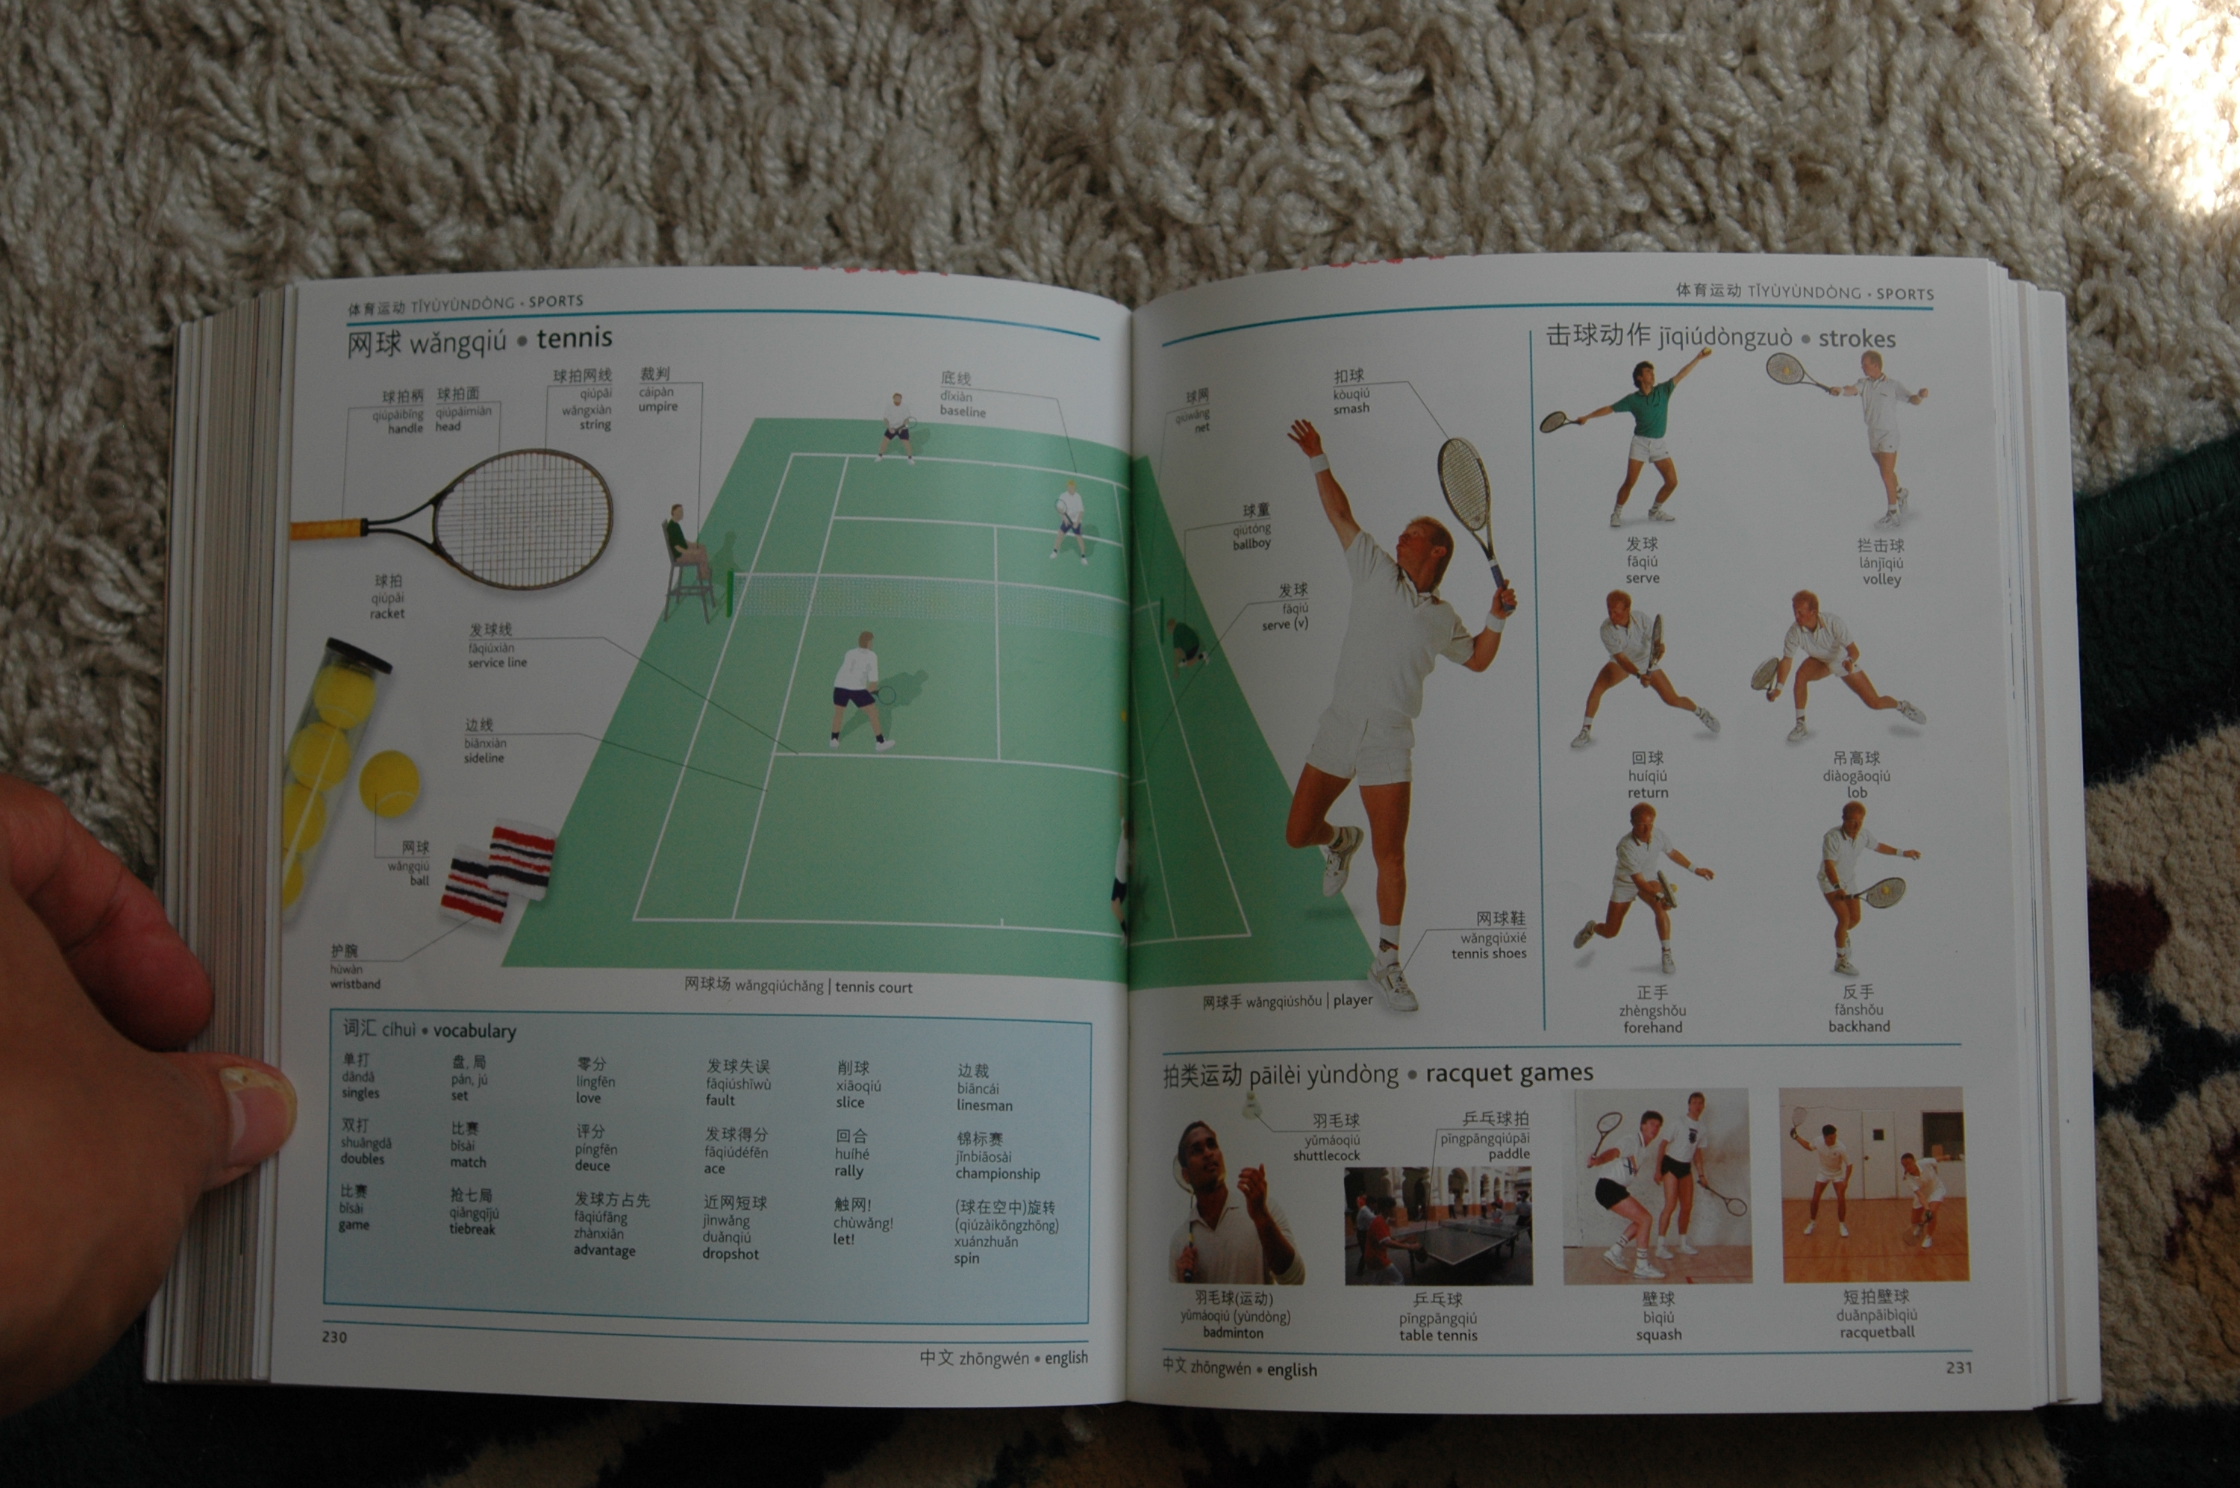 体育运动 TǏYÙYÙNDÒNG • SPORTS
网球 wǎngqiú • tennis
球拍柄
qiúpāibǐng
handle
球拍面
qiúpāimiàn
head
球拍网线
qiúpāi
wǎngxiàn
string
裁判
cáipàn
umpire
底线
dǐxiàn
baseline
球拍
qiúpāi
racket
发球线
fāqiúxiàn
service line
边线
biānxiàn
sideline
网球
wǎngqiú
ball
护腕
hùwàn
wristband
网球场 wǎngqiúchǎng | tennis court
词汇 cíhuì • vocabulary
单打
dāndǎ
singles
盘, 局
pán, jú
set
零分
língfēn
love
发球失误
fāqiúshīwù
fault
削球
xiāoqiú
slice
边裁
biāncái
linesman
双打
shuāngdǎ
doubles
比赛
bǐsài
match
评分
píngfēn
deuce
发球得分
fāqiúdéfēn
ace
回合
huíhé
rally
锦标赛
jǐnbiāosài
championship
比赛
bǐsài
game
抢七局
qiǎngqījú
tiebreak
发球方占先
fāqiúfāng
zhànxiān
advantage
近网短球
jìnwǎng
duǎnqiú
dropshot
触网!
chùwǎng!
let!
(球在空中)旋转
(qiúzàikōngzhōng)
xuánzhuǎn
spin
230
中文 zhōngwén • english
体育运动 TǏYÙYÙNDÒNG • SPORTS
球网
qiúwǎng
net
球童
qiútóng
ballboy
发球
fāqiú
serve (v)
扣球
kòuqiú
smash
网球鞋
wǎngqiúxié
tennis shoes
网球手 wǎngqiúshǒu | player
击球动作 jīqiúdòngzuò • strokes
发球
fāqiú
serve
拦击球
lánjīqiú
volley
回球
huíqiú
return
吊高球
diàogāoqiú
lob
正手
zhèngshǒu
forehand
反手
fǎnshǒu
backhand
拍类运动 pāilèi yùndòng • racquet games
羽毛球
yǔmáoqiú
shuttlecock
乒乓球拍
pīngpāngqiúpāi
paddle
羽毛球(运动)
yǔmáoqiú (yùndòng)
badminton
乒乓球
pīngpāngqiú
table tennis
壁球
bìqiú
squash
短拍壁球
duǎnpāibìqiú
racquetball
中文 zhōngwén • english
231